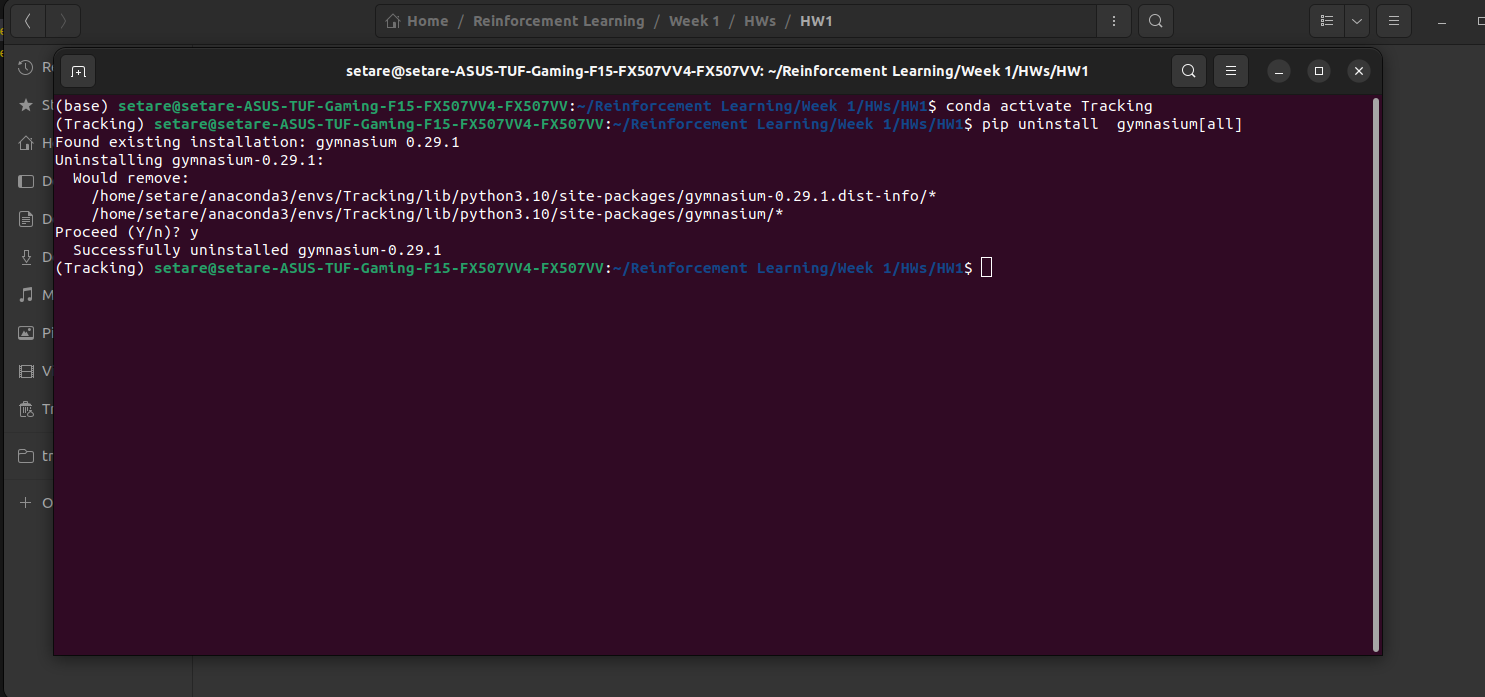 Home / Reinforcement Learning / Week 1 / HWs / HW1
setare@setare-ASUS-TUF-Gaming-F15-FX507VV4-FX507VV: ~/Reinforcement Learning/Week 1/HWs/HW1
(base) setare@setare-ASUS-TUF-Gaming-F15-FX507VV4-FX507VV:~/Reinforcement Learning/Week 1/HWs/HW1$ conda activate Tracking
(Tracking) setare@setare-ASUS-TUF-Gaming-F15-FX507VV4-FX507VV:~/Reinforcement Learning/Week 1/HWs/HW1$ pip uninstall  gymnasium[all]
Found existing installation: gymnasium 0.29.1
Uninstalling gymnasium-0.29.1:
  Would remove:
    /home/setare/anaconda3/envs/Tracking/lib/python3.10/site-packages/gymnasium-0.29.1.dist-info/*
    /home/setare/anaconda3/envs/Tracking/lib/python3.10/site-packages/gymnasium/*
Proceed (Y/n)? y
  Successfully uninstalled gymnasium-0.29.1
(Tracking) setare@setare-ASUS-TUF-Gaming-F15-FX507VV4-FX507VV:~/Reinforcement Learning/Week 1/HWs/HW1$